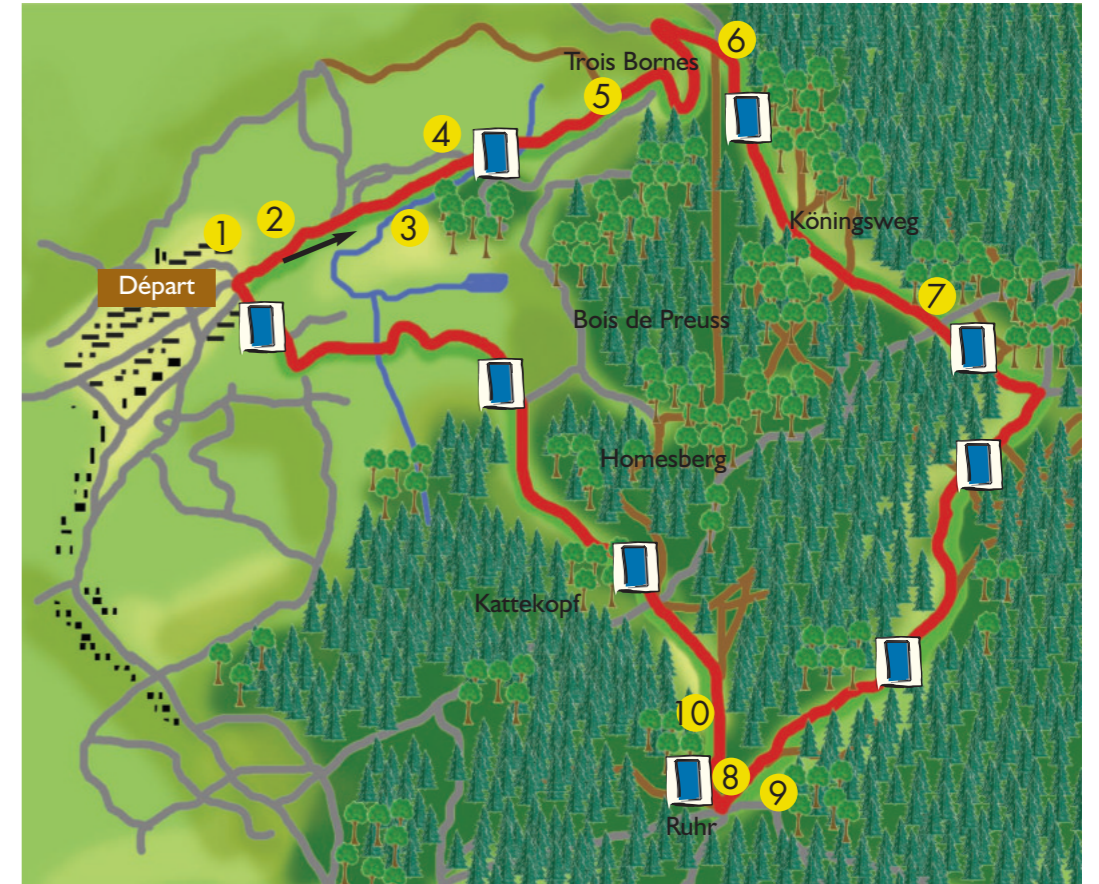 6
Trois Bornes
5
4
1
2
3
Köningsweg
Départ
7
Bois de Preuss
Homesberg
Kattekopf
10
8
9
Ruhr